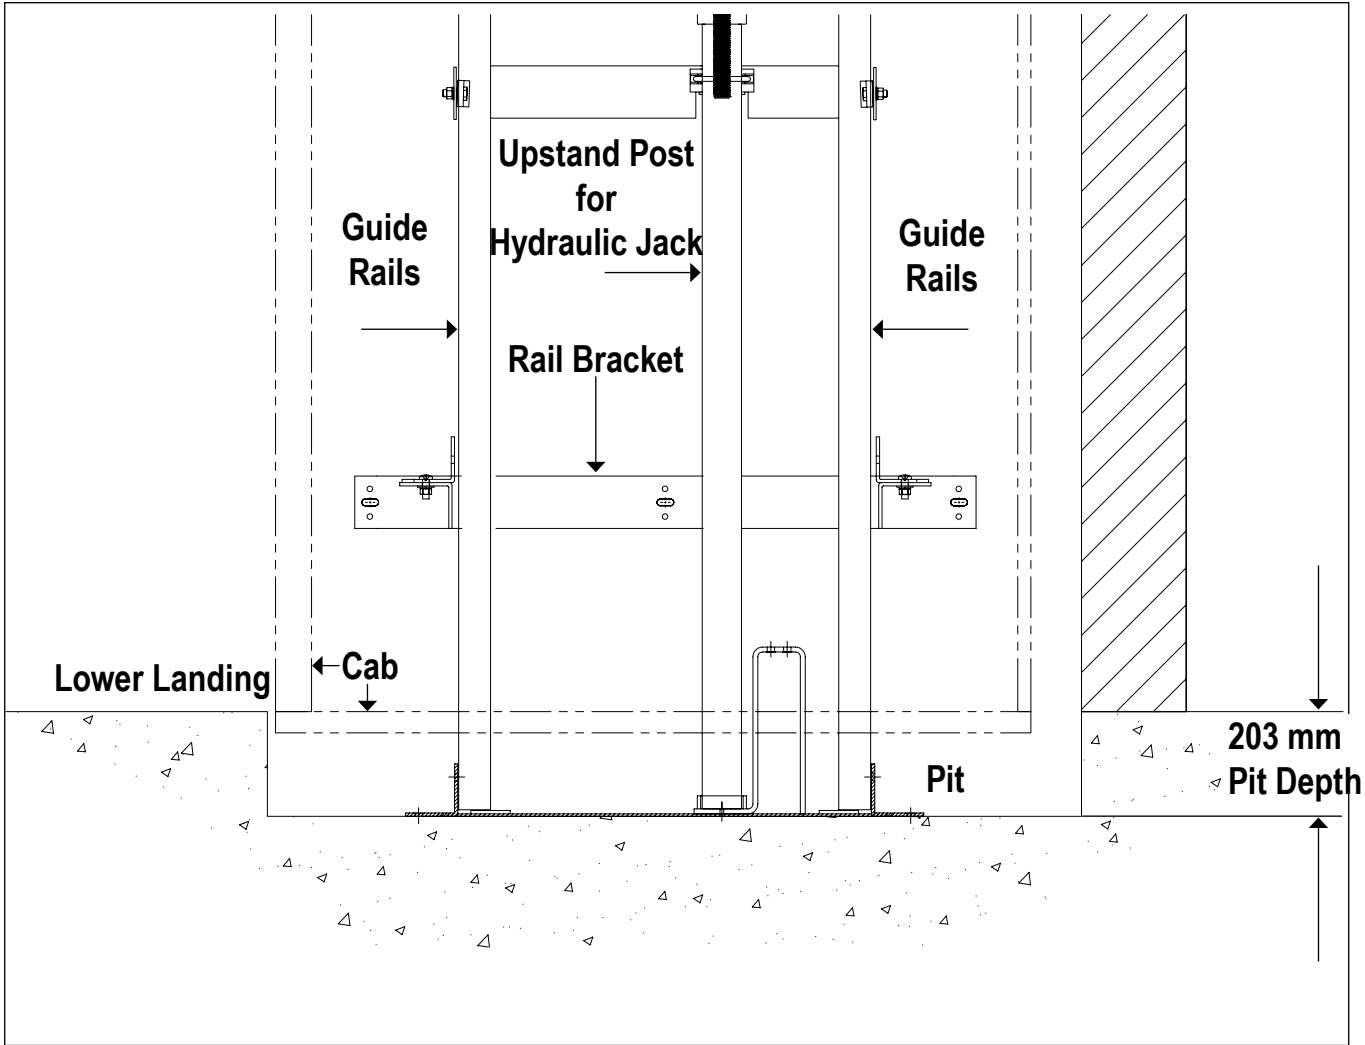 Upstand Post
for
Hydraulic Jack
Guide
Rails
Guide
Rails
Rail Bracket
Cab
Lower Landing
203 mm
Pit Depth
Pit